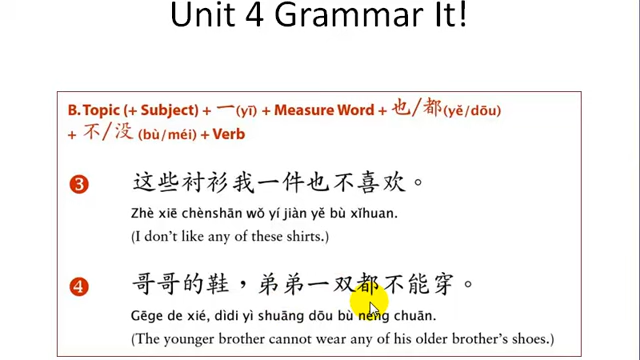 Unit 4 Grammar It!
B. Topic (+ Subject) + 一(yī) + Measure Word + 也/都(yě/dōu)
+ 不/没(bù/méi) + Verb
3 这些衬衫我一件也不喜欢。
Zhè xiē chènshān wǒ yí jiàn yě bù xǐhuan.
(I don't like any of these shirts.)
4 哥哥的鞋，弟弟一双都不能穿。
Gēge de xié, dìdi yì shuāng dōu bù néng chuān.
(The younger brother cannot wear any of his older brother's shoes.)